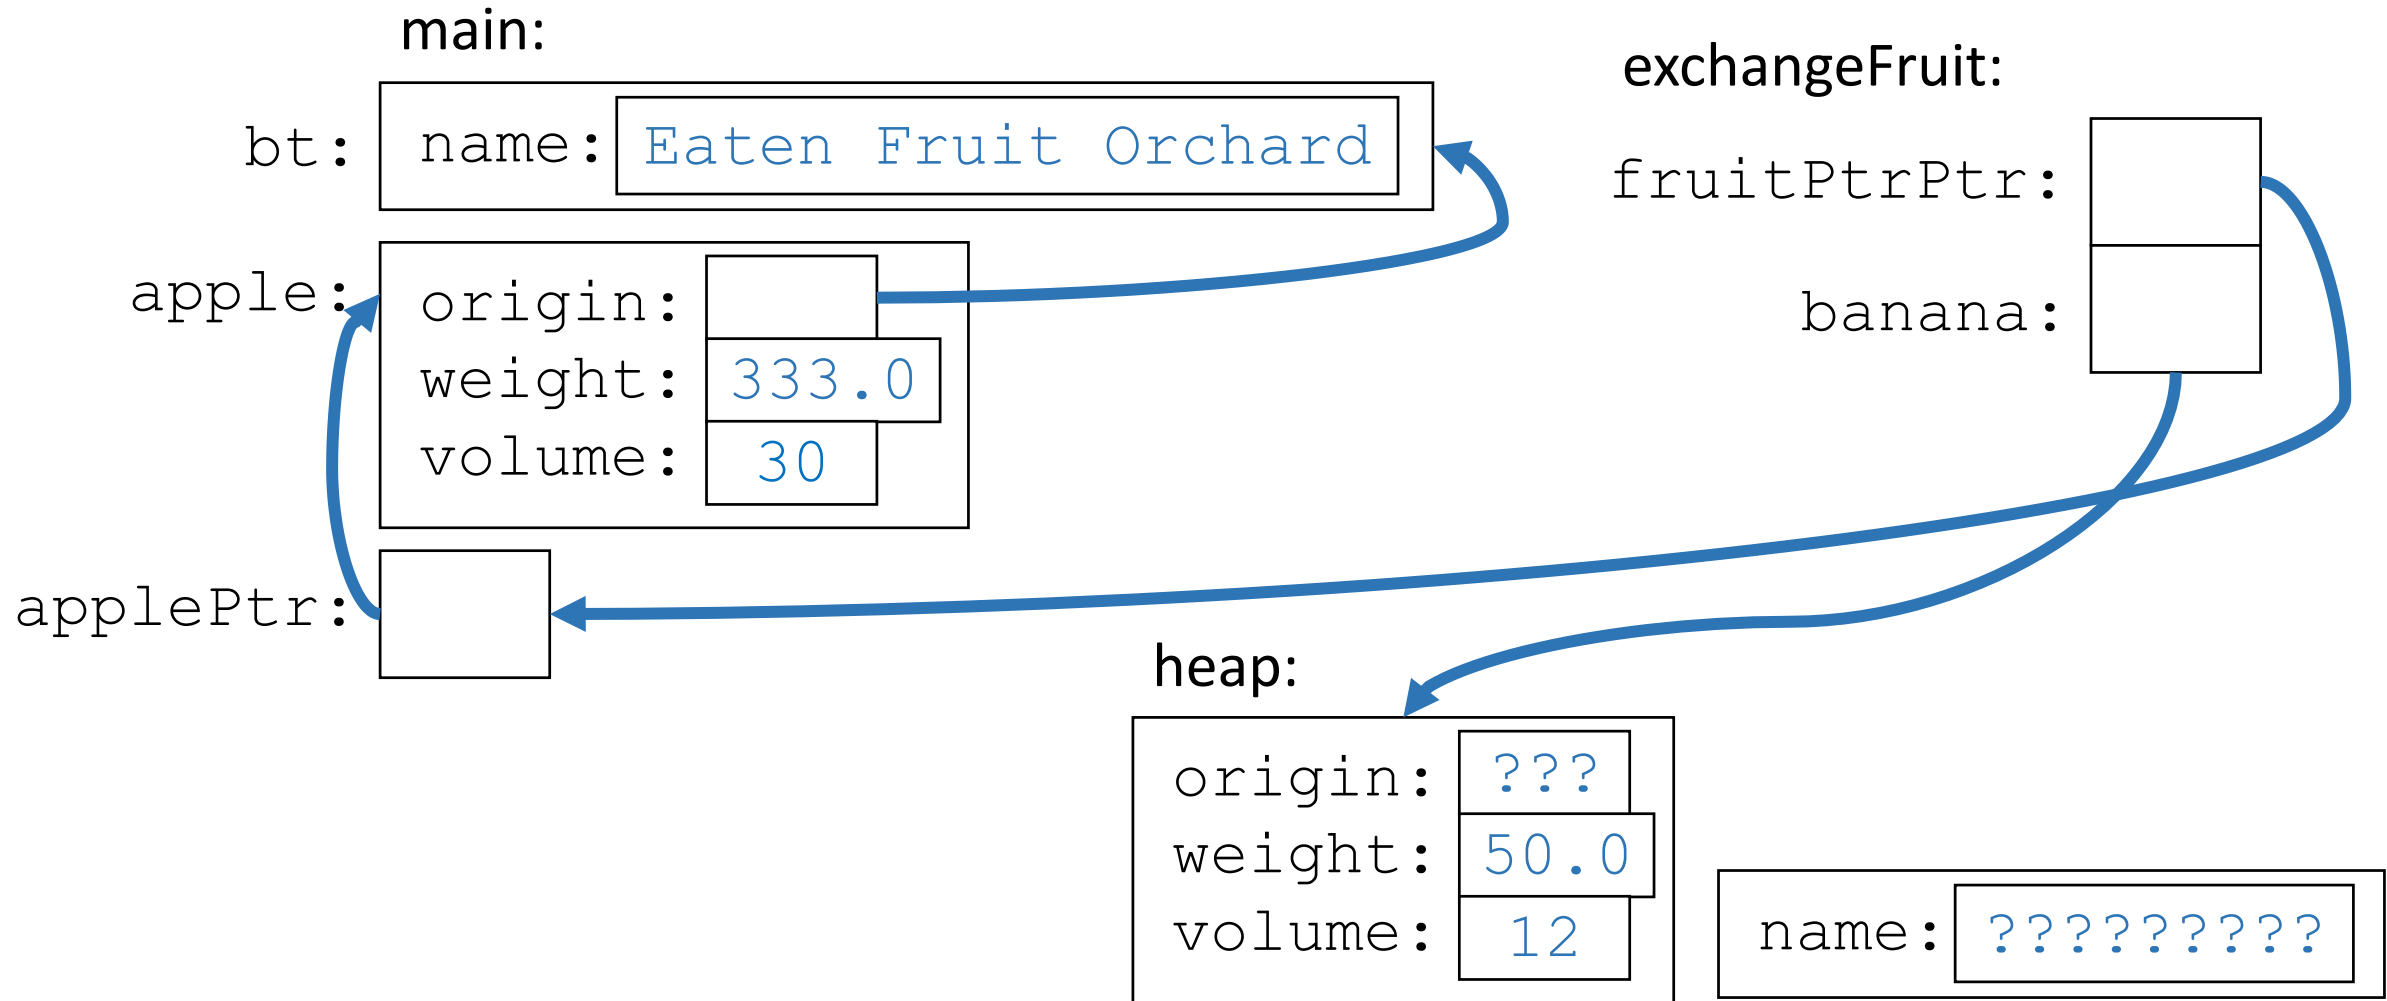 main:
bt: name: Eaten Fruit Orchard
apple: origin:
weight: 333.0
volume: 30
applePtr:
exchangeFruit:
fruitPtrPtr:
banana:
heap:
origin: ???
weight: 50.0
volume: 12
name: ?????????